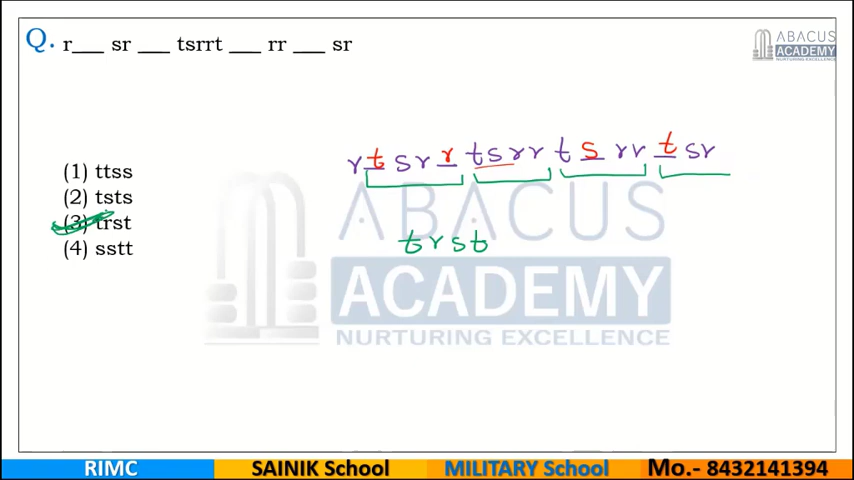 Q. r___ sr ___ tsrrt ___ rr ___ sr
ABACUS
ACADEMY
NURTURING EXCELLENCE
r t s r r t s r r t s r r t s r
(1) ttss
(2) tsts
(3) trst
(4) sstt
t r s t
ABACUS
ACADEMY
NURTURING EXCELLENCE
RIMC SAINIK School MILITARY School Mo.- 8432141394